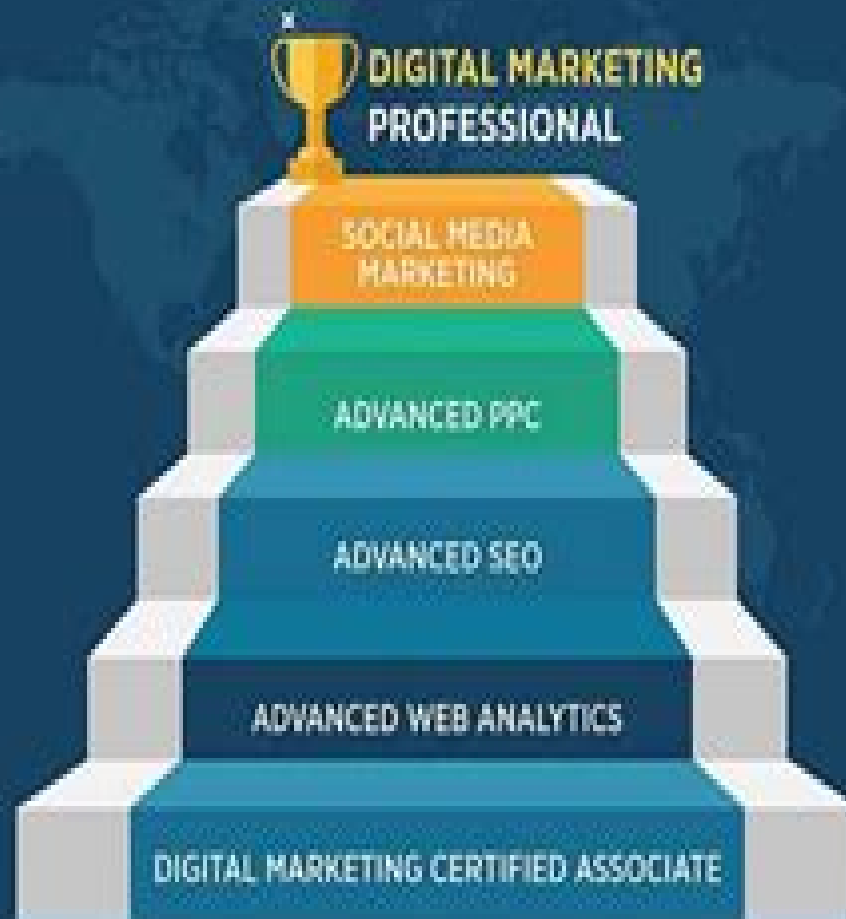 DIGITAL MARKETING
PROFESSIONAL
SOCIAL MEDIA
MARKETING
ADVANCED PPC
ADVANCED SEO
ADVANCED WEB ANALYTICS
DIGITAL MARKETING CERTIFIED ASSOCIATE